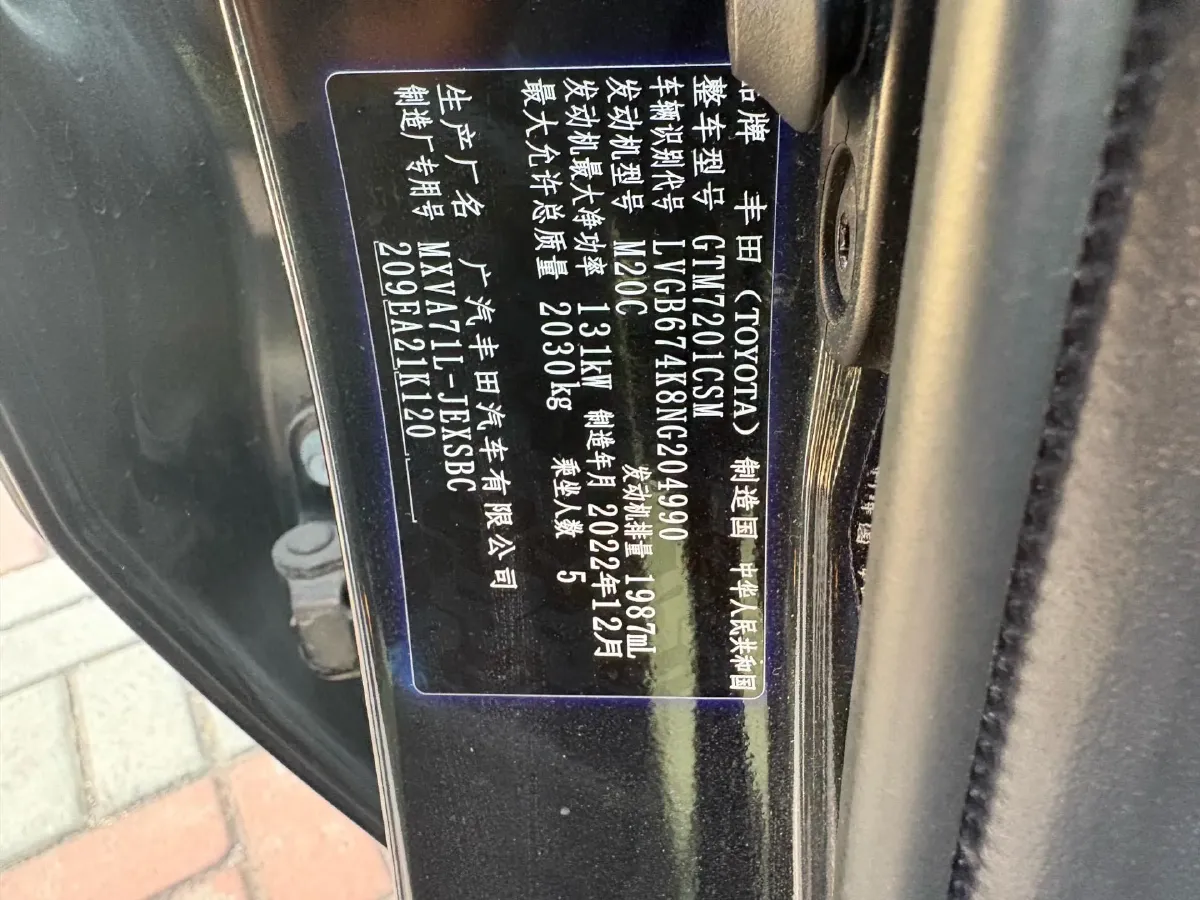 品牌 丰田（TOYOTA） 制造国 中华人民共和国
整车型号 GTM7201CSM
车辆识别代号 LVGB674K8NG204990
发动机型号 M20C 发动机排量 1987mL
发动机最大净功率 131kW 制造年月 2022年12月
最大允许总质量 2030kg 乘坐人数 5
生产厂名 广汽丰田汽车有限公司
制造厂专用号 MXVA71L-JEXSBC
209EA21K120